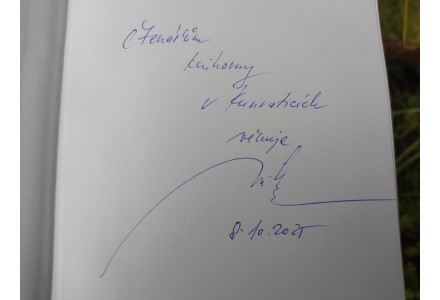 Čtenářům
knihovny
v Kunraticích
věnuje
8. 10. 2025